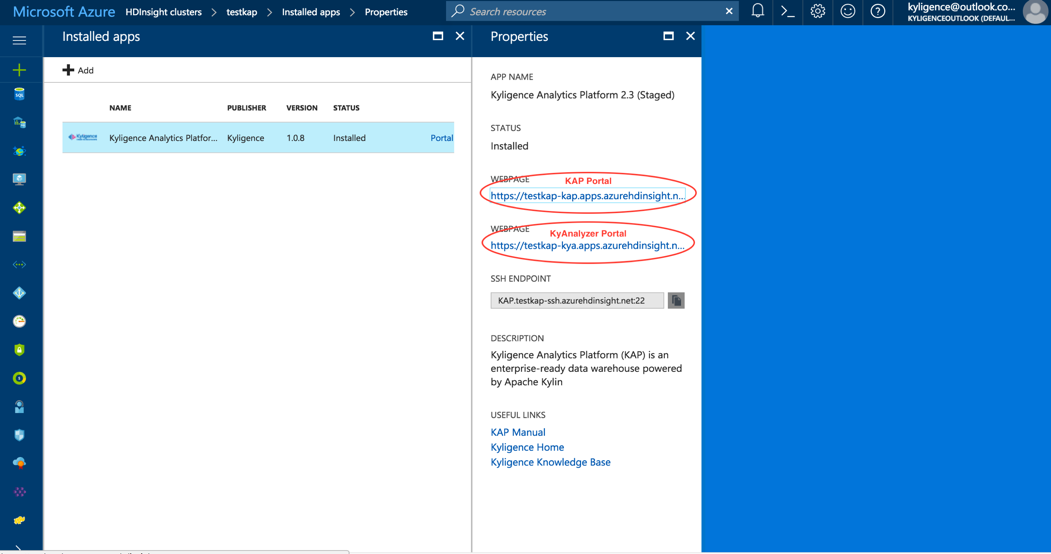 Microsoft Azure HDInsight clusters > testkap > Installed apps > Properties
Search resources
kyligence@outlook.co...
KYLIGENCEOUTLOOK (DEFAUL...
Installed apps
Add
NAME PUBLISHER VERSION STATUS
Kyligence Kyligence Analytics Platfor... Kyligence 1.0.8 Installed Portal
Properties
APP NAME
Kyligence Analytics Platform 2.3 (Staged)
STATUS
Installed
WEBPAGE
KAP Portal
https://testkap-kap.apps.azurehdinsight.n...
WEBPAGE
KyAnalyzer Portal
https://testkap-kya.apps.azurehdinsight.n...
SSH ENDPOINT
KAP.testkap-ssh.azurehdinsight.net:22
DESCRIPTION
Kyligence Analytics Platform (KAP) is an
enterprise-ready data warehouse powered
by Apache Kylin
USEFUL LINKS
KAP Manual
Kyligence Home
Kyligence Knowledge Base